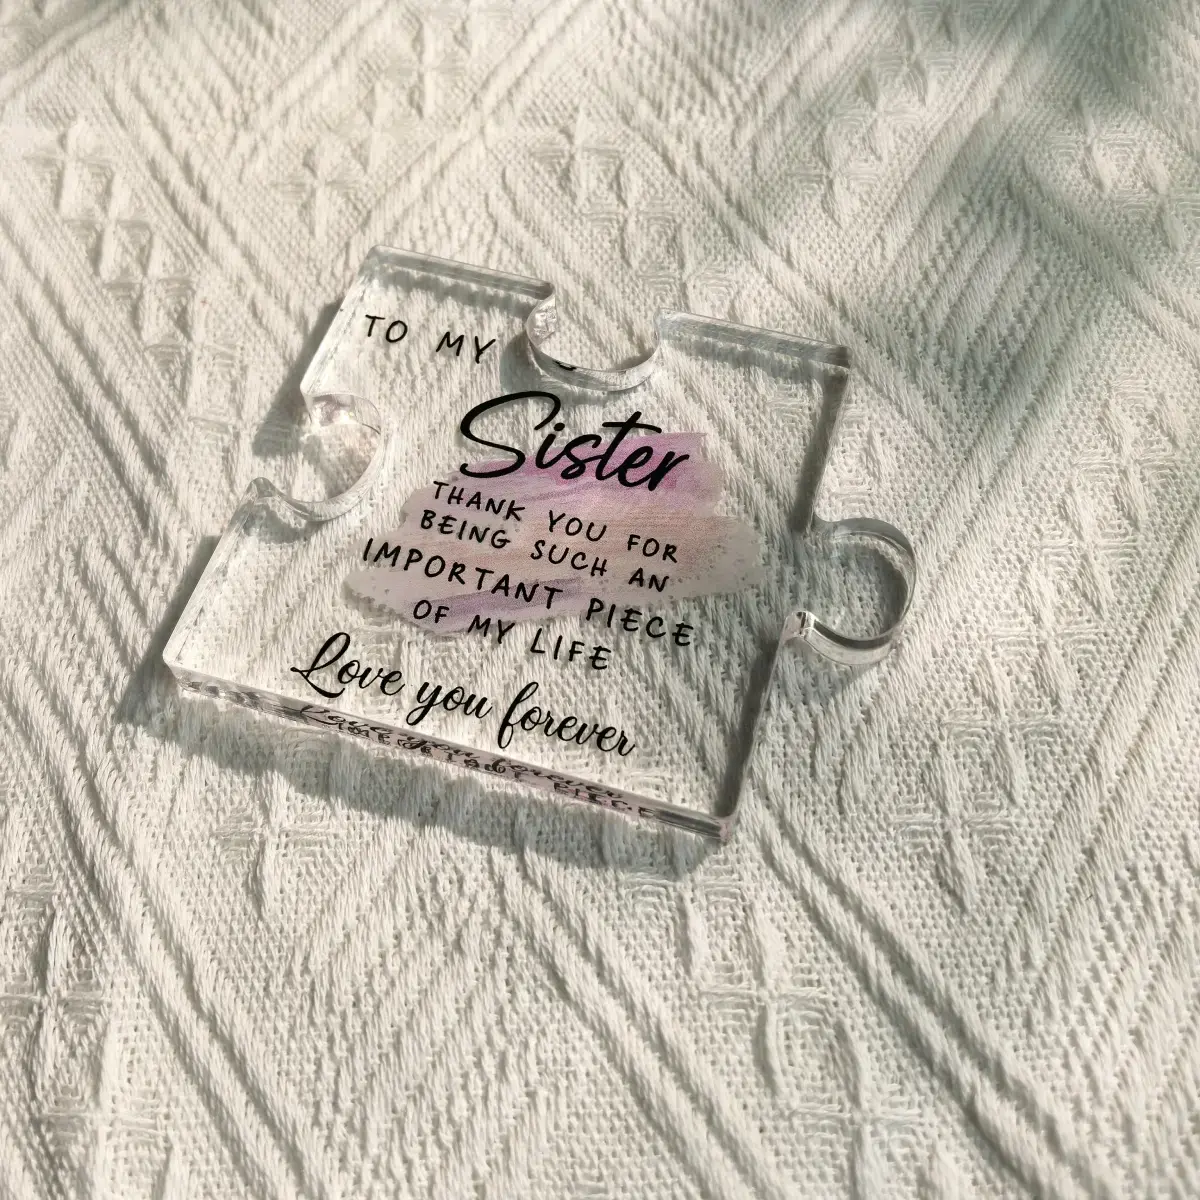 TO MY
Sister
THANK YOU FOR
BEING SUCH AN
IMPORTANT PIECE
OF MY LIFE
Love you forever